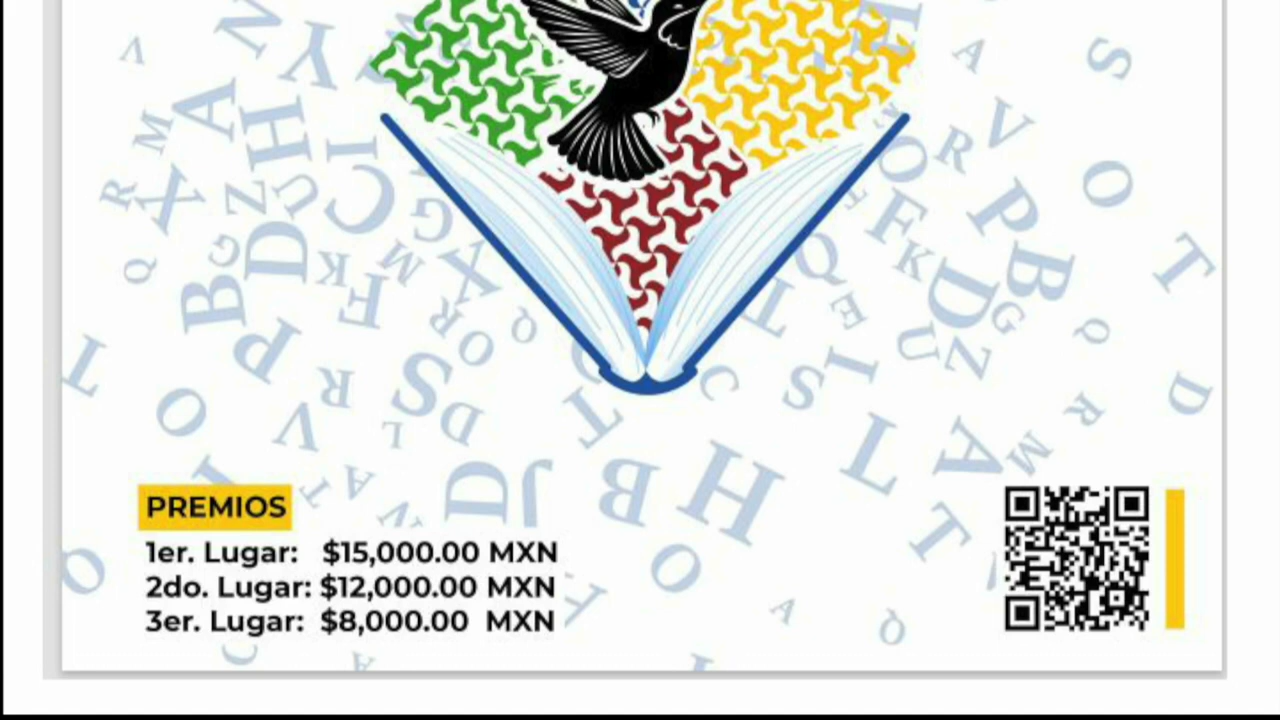 PREMIOS
1er. Lugar: $15,000.00 MXN
2do. Lugar: $12,000.00 MXN
3er. Lugar: $8,000.00 MXN